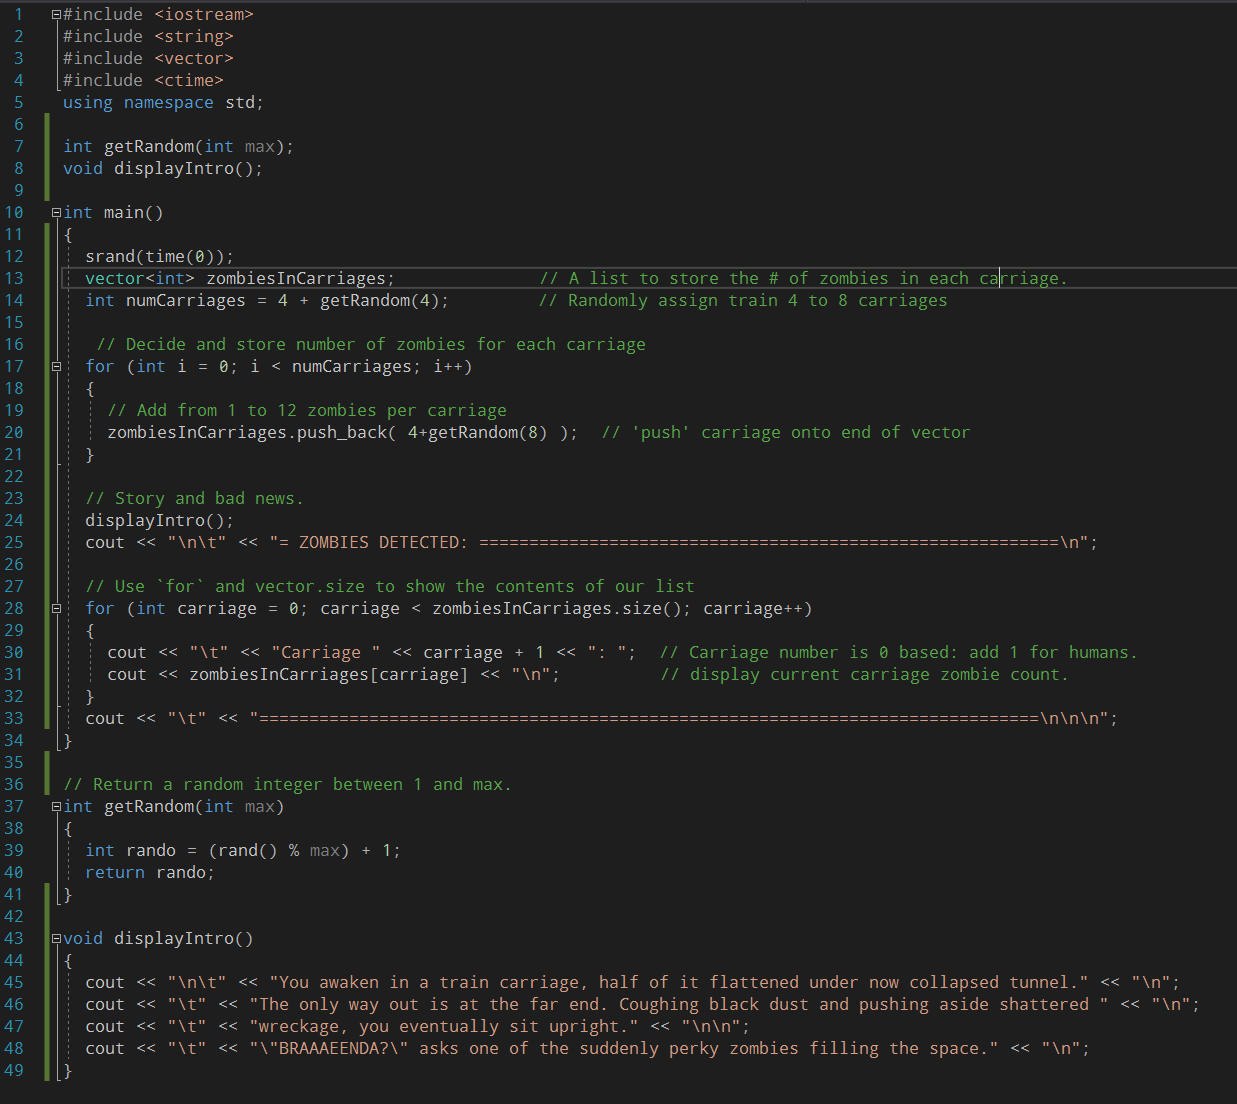 1 #include <iostream>
2 #include <string>
3 #include <vector>
4 #include <ctime>
5 using namespace std;
6
7 int getRandom(int max);
8 void displayIntro();
9
10 int main()
11 {
12   srand(time(0));
13   vector<int> zombiesInCarriages;               // A list to store the # of zombies in each carriage.
14   int numCarriages = 4 + getRandom(4);         // Randomly assign train 4 to 8 carriages
15
16    // Decide and store number of zombies for each carriage
17   for (int i = 0; i < numCarriages; i++)
18   {
19     // Add from 1 to 12 zombies per carriage
20     zombiesInCarriages.push_back( 4+getRandom(8) );  // 'push' carriage onto end of vector
21   }
22
23   // Story and bad news.
24   displayIntro();
25   cout << "\n\t" << "= ZOMBIES DETECTED: ==========================================================\n";
26
27   // Use `for` and vector.size to show the contents of our list
28   for (int carriage = 0; carriage < zombiesInCarriages.size(); carriage++)
29   {
30     cout << "\t" << "Carriage " << carriage + 1 << ": ";  // Carriage number is 0 based: add 1 for humans.
31     cout << zombiesInCarriages[carriage] << "\n";          // display current carriage zombie count.
32   }
33   cout << "\t" << "==============================================================================\n\n\n";
34 }
35
36 // Return a random integer between 1 and max.
37 int getRandom(int max)
38 {
39   int rando = (rand() % max) + 1;
40   return rando;
41 }
42
43 void displayIntro()
44 {
45   cout << "\n\t" << "You awaken in a train carriage, half of it flattened under now collapsed tunnel." << "\n";
46   cout << "\t" << "The only way out is at the far end. Coughing black dust and pushing aside shattered " << "\n";
47   cout << "\t" << "wreckage, you eventually sit upright." << "\n\n";
48   cout << "\t" << "\"BRAAAEENDA?\" asks one of the suddenly perky zombies filling the space." << "\n";
49 }